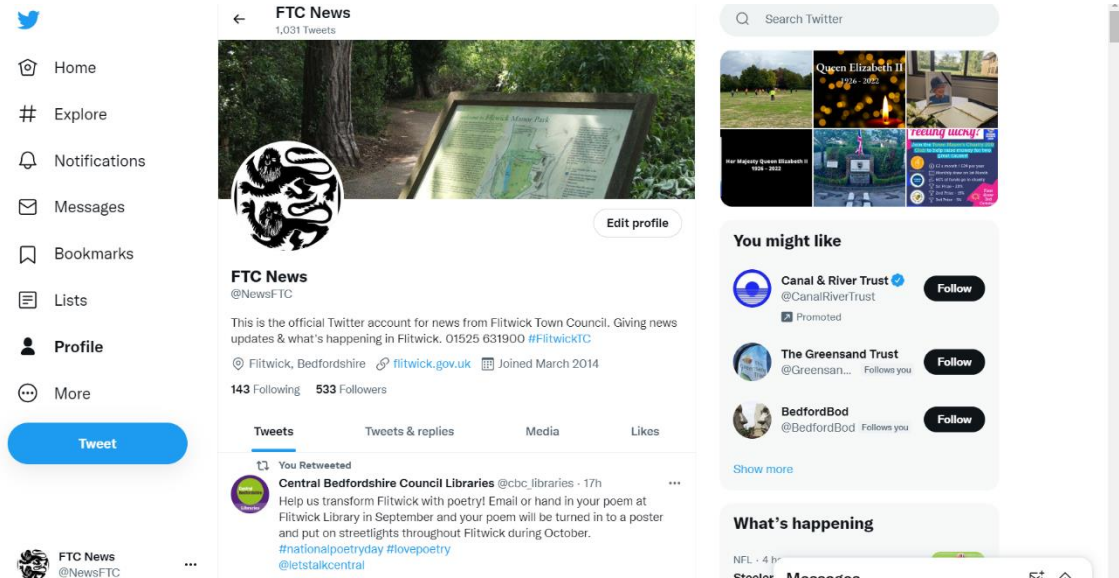 Home
Explore
Notifications
Messages
Bookmarks
Lists
Profile
More
Tweet
FTC News
@NewsFTC
FTC News
1,031 Tweets
Flitwick Manor Park
Edit profile
FTC News
@NewsFTC
This is the official Twitter account for news from Flitwick Town Council. Giving news
updates & what's happening in Flitwick. 01525 631900 #FlitwickTC
Flitwick, Bedfordshire flitwick.gov.uk Joined March 2014
143 Following 533 Followers
Tweets Tweets & replies Media Likes
You Retweeted
Central Bedfordshire Council Libraries @cbc_libraries · 17h
Help us transform Flitwick with poetry! Email or hand in your poem at
Flitwick Library in September and your poem will be turned in to a poster
and put on streetlights throughout Flitwick during October.
#nationalpoetryday #lovepoetry
@letstalkcentral
Search Twitter
Queen Elizabeth II
1926 - 2022
Her Majesty Queen Elizabeth II
1926 - 2022
feeling lucky?
You might like
Canal & River Trust
@CanalRiverTrust
Promoted
Follow
The Greensand Trust
@Greensan... Follows you
Follow
BedfordBod
@BedfordBod Follows you
Follow
Show more
What's happening
NFL · 4
Messages